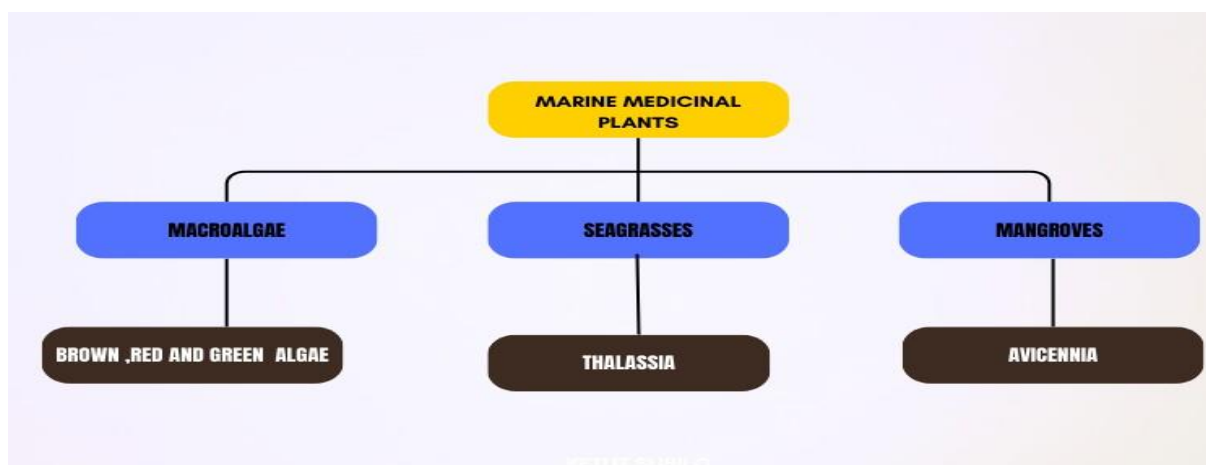 MARINE MEDICINAL
PLANTS
MACROALGAE
SEAGRASSES
MANGROVES
BROWN ,RED AND GREEN ALGAE
THALASSIA
AVICENNIA